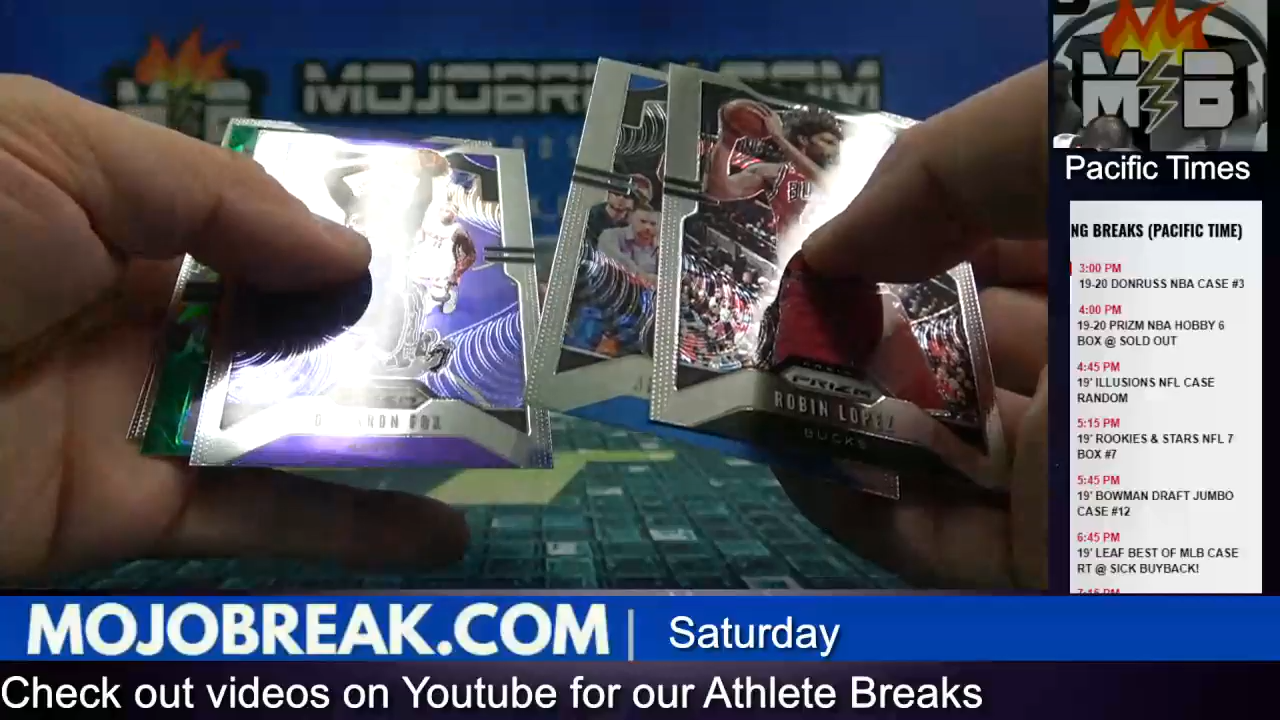 MOJOBREAK.COM
M B
M B
Pacific Times
NG BREAKS (PACIFIC TIME)
3:00 PM
19-20 DONRUSS NBA CASE #3
4:00 PM
19-20 PRIZM NBA HOBBY 6
BOX @ SOLD OUT
4:45 PM
19' ILLUSIONS NFL CASE
RANDOM
5:15 PM
19' ROOKIES & STARS NFL 7
BOX #7
5:45 PM
19' BOWMAN DRAFT JUMBO
CASE #12
6:45 PM
19' LEAF BEST OF MLB CASE
RT @ SICK BUYBACK!
BU
PRIZM
ROBIN LOPEZ
BUCKS
FOX
MOJOBREAK.COM | Saturday
Check out videos on Youtube for our Athlete Breaks